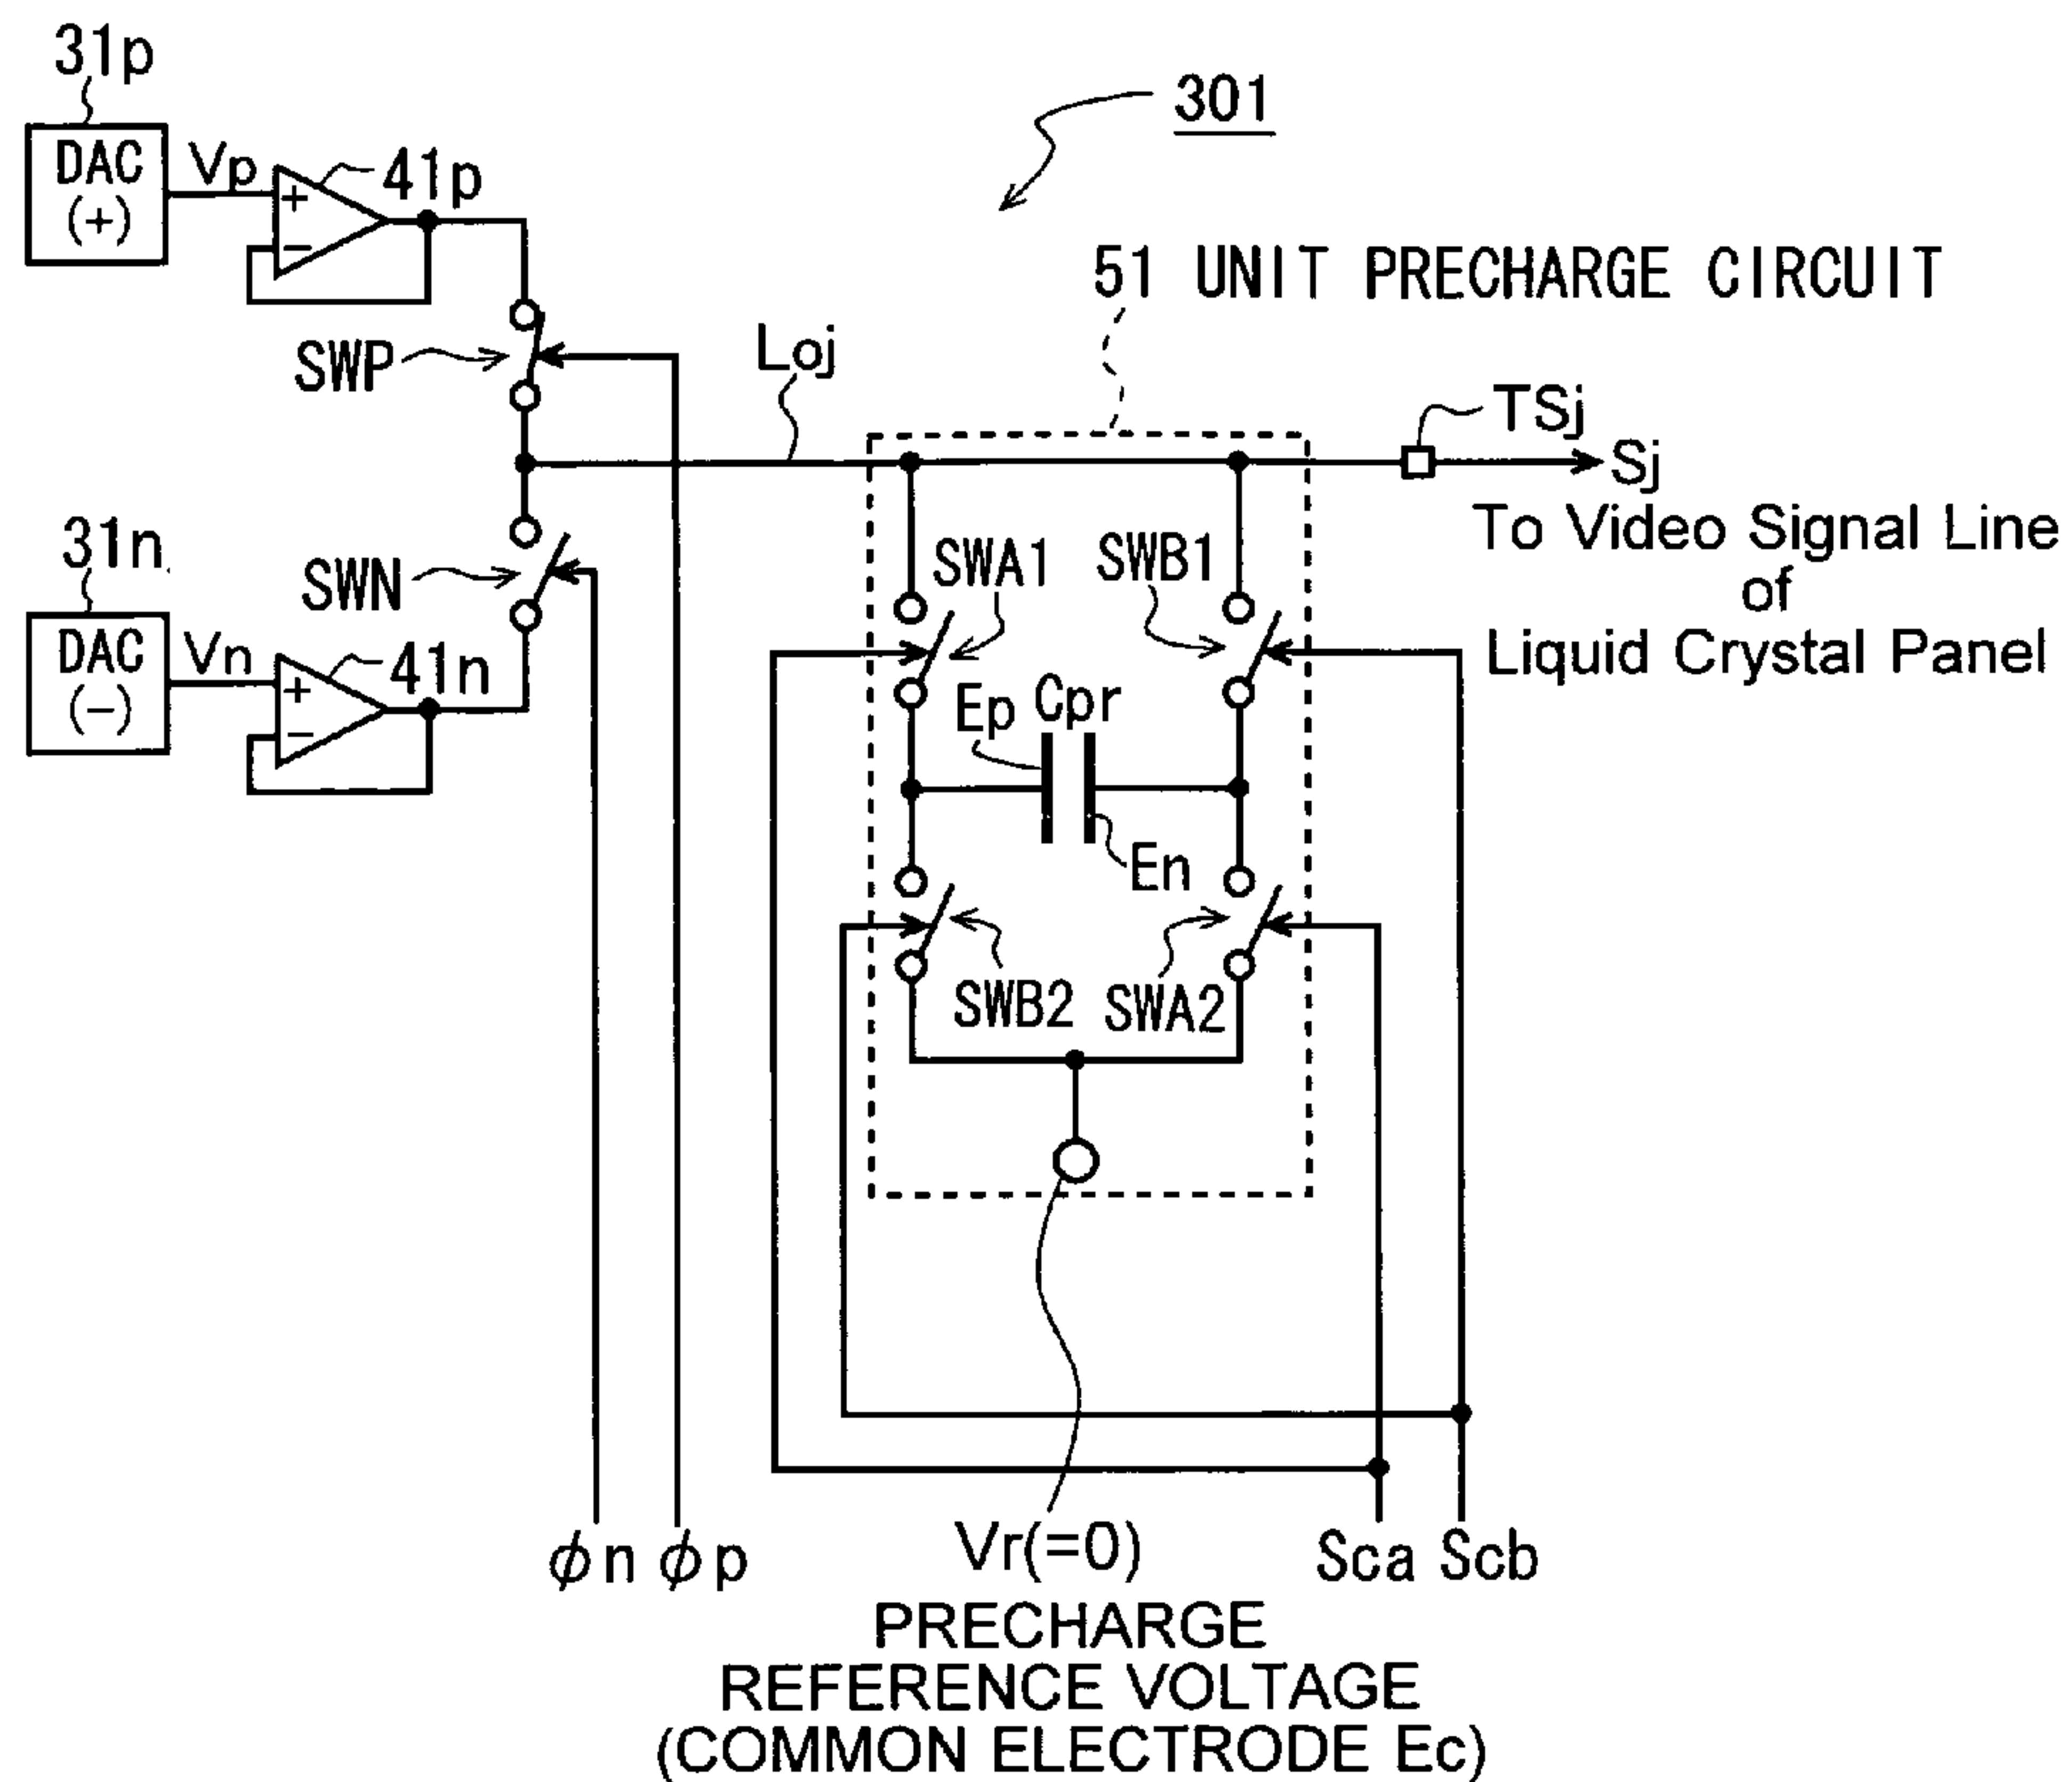 31p
301
DAC
(+)
Vp
+
−
41p
51 UNIT PRECHARGE CIRCUIT
SWP
Loj
TSj
Sj
To Video Signal Line
of
Liquid Crystal Panel
31n
SWN
DAC
(−)
Vn
+
−
41n
SWA1
SWB1
Ep
Cpr
En
SWB2
SWA2
ϕn
ϕp
Vr(=0)
Sca
Scb
PRECHARGE
REFERENCE VOLTAGE
(COMMON ELECTRODE Ec)